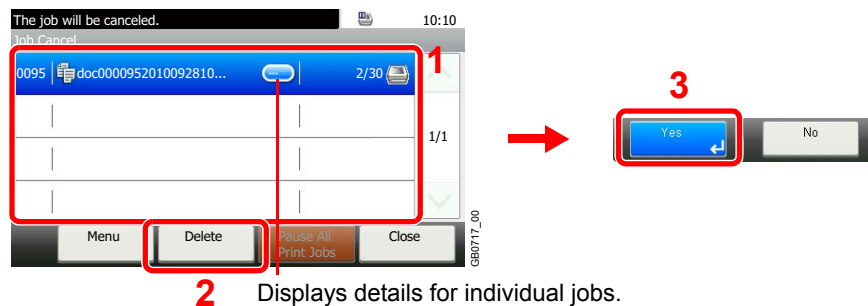 The job will be canceled. 10:10
Job Cancel
1
0095 doc0000952010092810... ... 2/30
1/1
Menu Delete Pause All Print Jobs Close
2
Displays details for individual jobs.
GB0717_00
3
Yes No